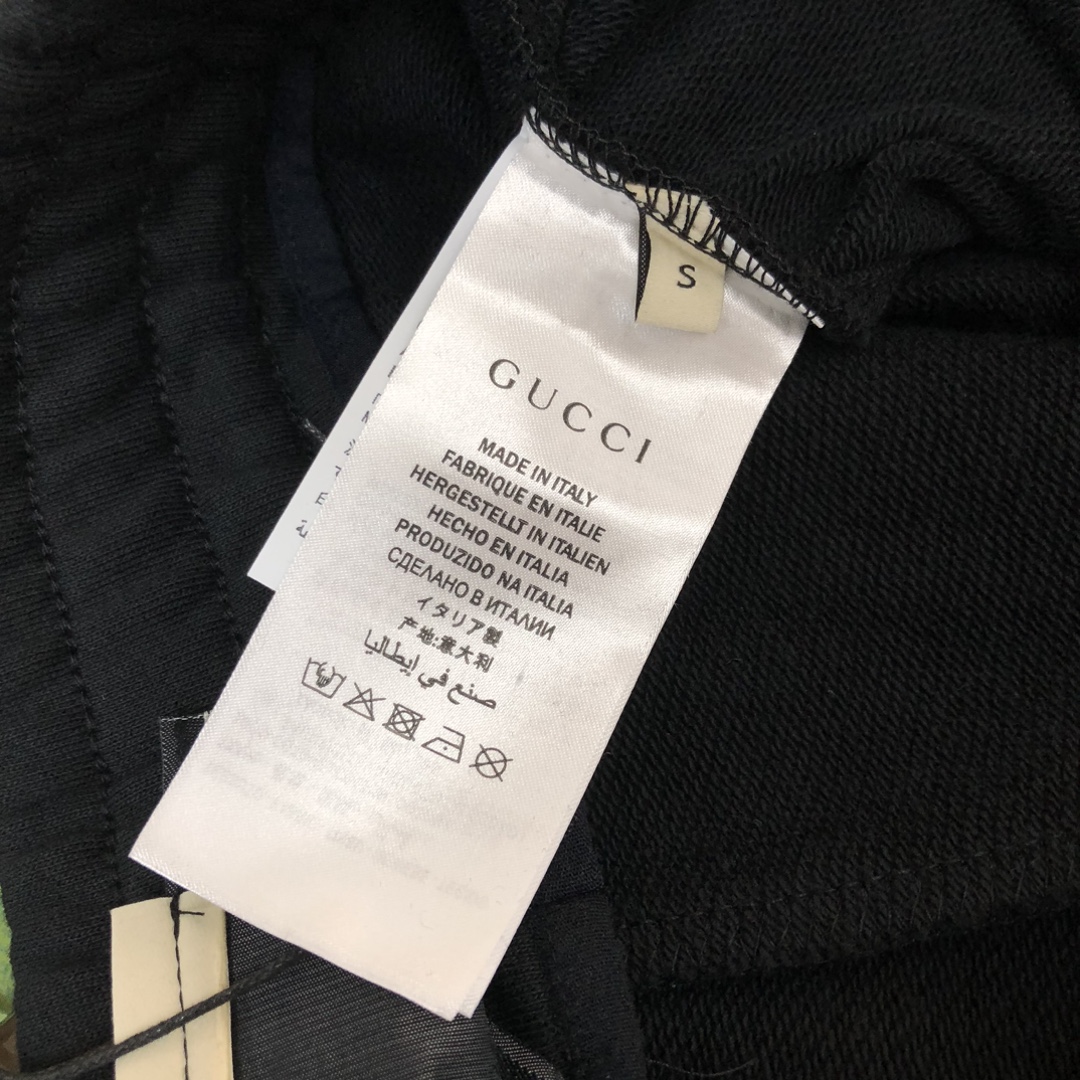 S
GUCCI
MADE IN ITALY
FABRIQUE EN ITALIE
HERGESTELLT IN ITALIEN
HECHO EN ITALIA
PRODUZIDO NA ITALIA
СДЕЛАНО В ИТАЛИИ
イタリア製
产地:意大利
صنع في إيطاليا